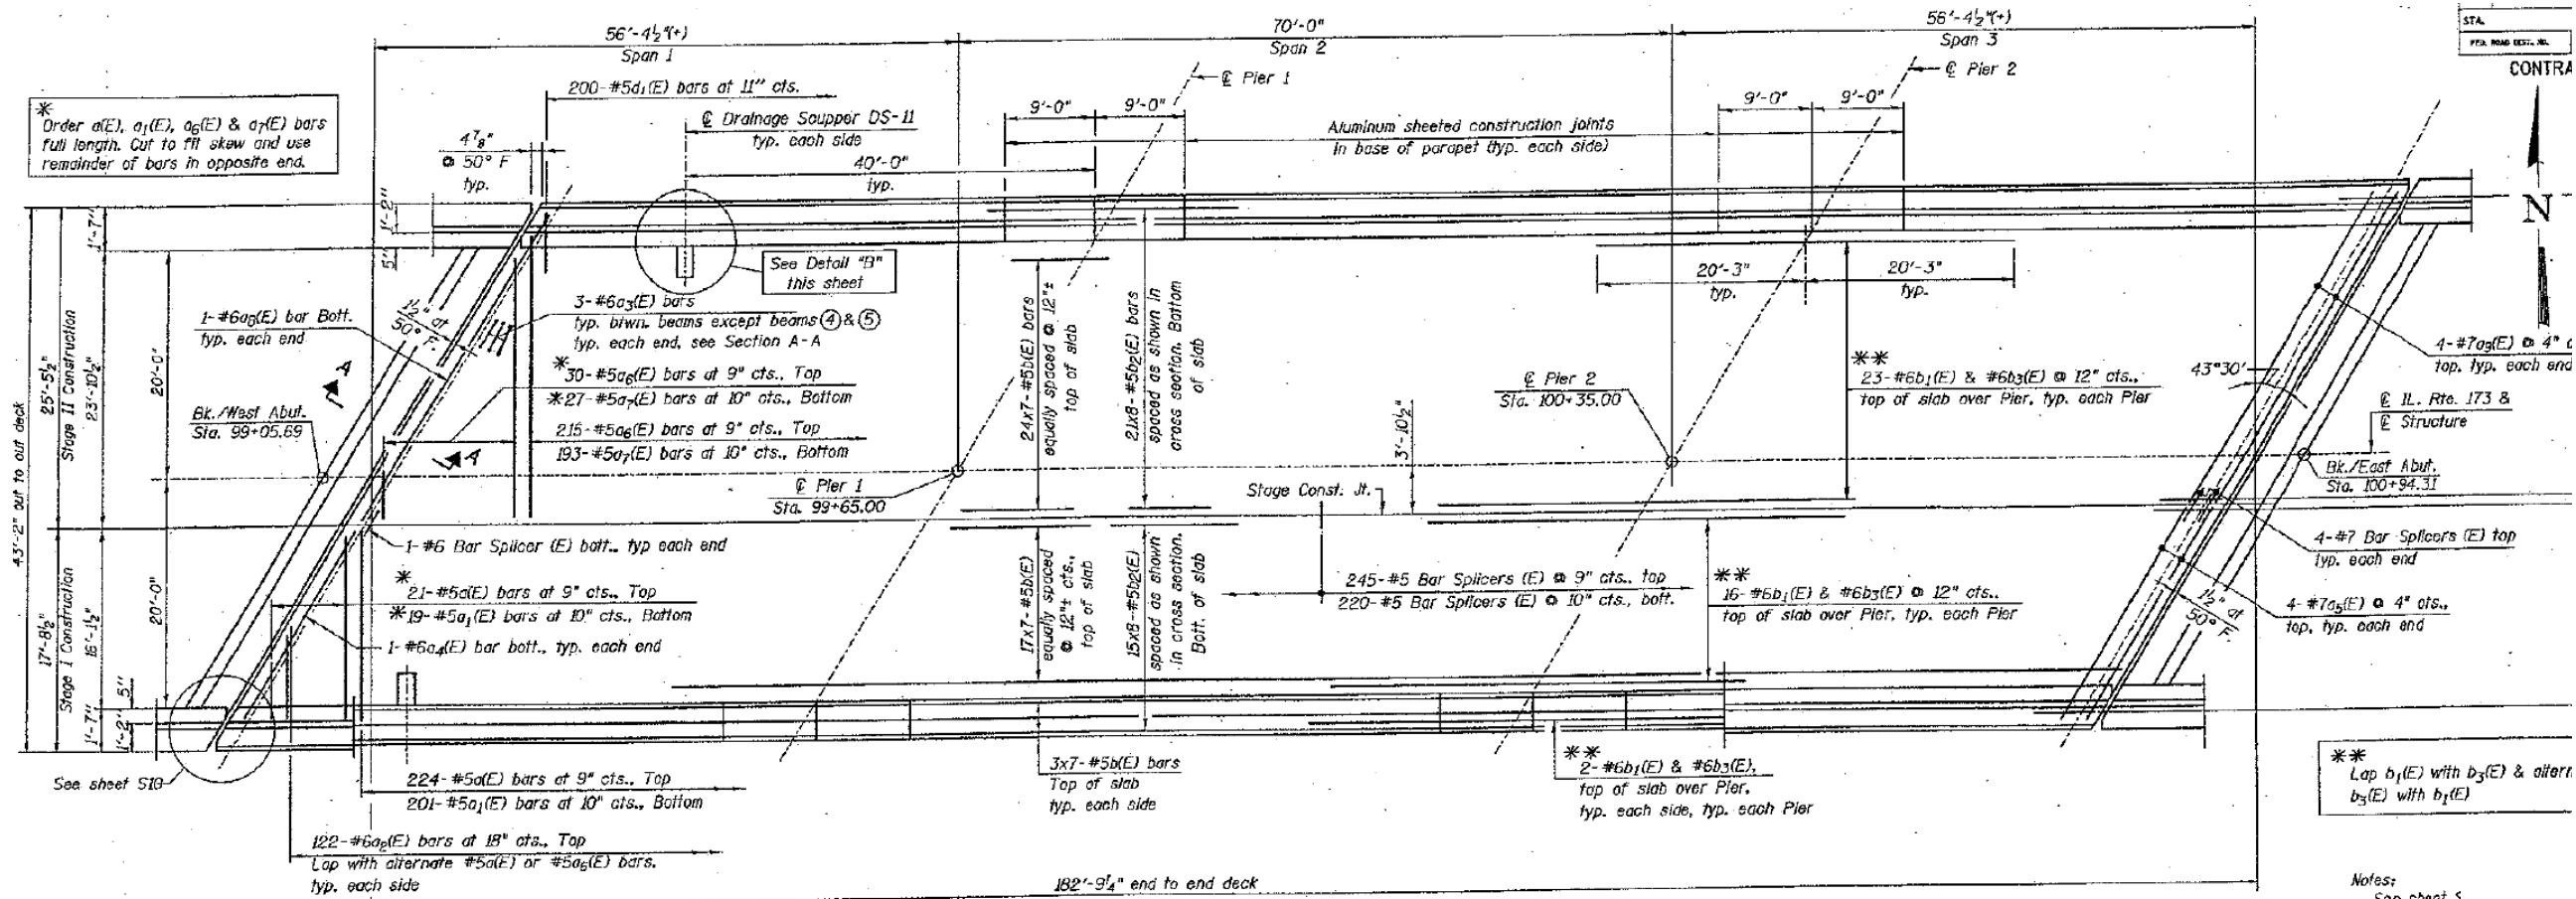 56'-4½"(+)
Span 1
70'-0"
Span 2
56'-4½"(+)
Span 3
STA.
FED. ROAD DIST. NO.
CONTRA
N
*
Order a(E), a₁(E), a₆(E) & a₇(E) bars
full length. Cut to fit skew and use
remainder of bars in opposite end.
200-#5d₁(E) bars at 11" cts.
4⅞"
@ 50° F
typ.
℄ Drainage Scupper DS-11
typ. each side
40'-0"
typ.
9'-0"
9'-0"
℄ Pier 1
Aluminum sheeted construction joints
in base of parapet (typ. each side)
9'-0"
9'-0"
℄ Pier 2
1'-7"
1'-2"
5"
See Detail "B"
this sheet
20'-3"
typ.
20'-3"
typ.
43'-2" out to out deck
25'-5½"
Stage II Construction
23'-10½"
20'-0"
1-#6a₈(E) bar Bott.
typ. each end
1½" at
50° F.
3-#6a₃(E) bars
typ. btwn. beams except beams ④ & ⑤
typ. each end, see Section A-A
*
30-#5a₆(E) bars at 9" cts., Top
*27-#5a₇(E) bars at 10" cts., Bottom
215-#5a₆(E) bars at 9" cts., Top
193-#5a₇(E) bars at 10" cts., Bottom
A
A
Bk./West Abut.
Sta. 99+05.69
℄ Pier 1
Sta. 99+65.00
24x7-#5b(E) bars
equally spaced @ 12"±
top of slab
21x8-#5b₂(E) bars
spaced as shown in
cross section. Bottom
of slab
℄ Pier 2
Sta. 100+35.00
3'-10½"
**
23-#6b₁(E) & #6b₃(E) @ 12" cts.,
top of slab over Pier, typ. each Pier
43°30'
4-#7a₉(E) @ 4" c
top, typ. each end
℄ IL. Rte. 173 &
℄ Structure
Bk./East Abut.
Sta. 100+94.31
Stage Const. Jt.
1-#6 Bar Splicer (E) bott., typ each end
17'-8½"
Stage I Construction
16'-1½"
20'-0"
*
21-#5a(E) bars at 9" cts., Top
*19-#5a₁(E) bars at 10" cts., Bottom
1-#6a₄(E) bar bott., typ. each end
17x7-#5b(E)
equally spaced
@ 12"± cts.,
top of slab
15x8-#5b₂(E)
spaced as shown
in cross section.
Bott. of slab
245-#5 Bar Splicers (E) @ 9" cts., top
220-#5 Bar Splicers (E) @ 10" cts., bott.
**
16-#6b₁(E) & #6b₃(E) @ 12" cts..
top of slab over Pier, typ. each Pier
4-#7 Bar Splicers (E) top
typ. each end
1½" at
50° F.
4-#7a₅(E) @ 4" cts.,
top, typ. each end
1'-7"
1'-2"
5"
See sheet S10
224-#5a(E) bars at 9" cts., Top
201-#5a₁(E) bars at 10" cts., Bottom
122-#6a₂(E) bars at 18" cts., Top
Lap with alternate #5a(E) or #5a₆(E) bars.
typ. each side
3x7-#5b(E) bars
Top of slab
typ. each side
**
2-#6b₁(E) & #6b₃(E),
top of slab over Pier,
typ. each side, typ. each Pier
**
Lap b₁(E) with b₃(E) & altern
b₃(E) with b₁(E)
182'-9¼" end to end deck
Notes:
See sheet S